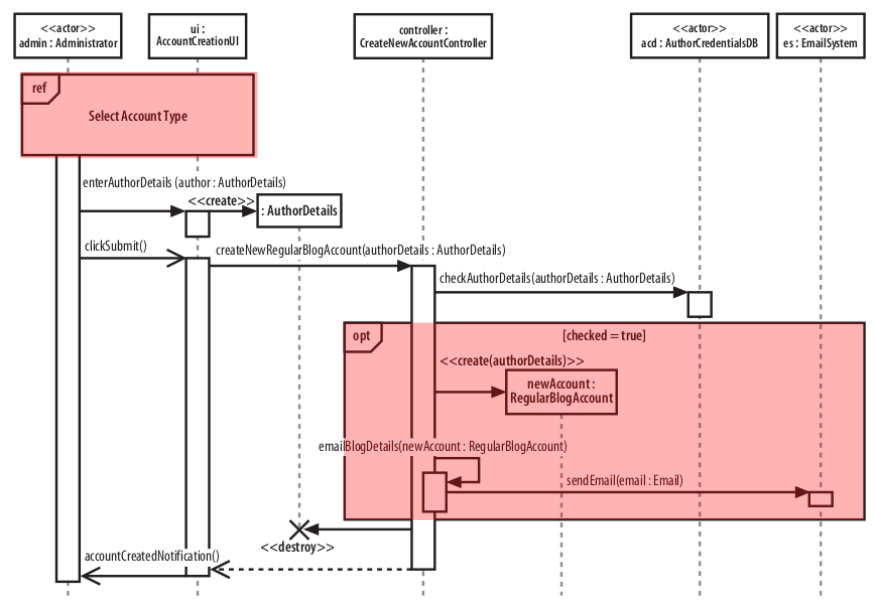 <<actor>>
admin : Administrator
ui :
AccountCreationUI
controller :
CreateNewAccountController
<<actor>>
acd : AuthorCredentialsDB
<<actor>>
es : EmailSystem
ref
Select Account Type
enterAuthorDetails (author : AuthorDetails)
<<create>>
: AuthorDetails
clickSubmit()
createNewRegularBlogAccount(authorDetails : AuthorDetails)
checkAuthorDetails(authorDetails : AuthorDetails)
opt
[checked = true]
<<create(authorDetails)>>
newAccount :
RegularBlogAccount
emailBlogDetails(newAccount : RegularBlogAccount)
sendEmail(email : Email)
<<destroy>>
accountCreatedNotification()